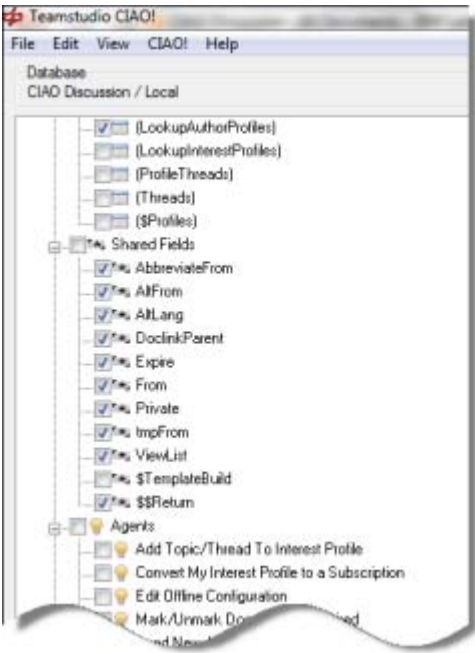 Teamstudio CIAO!
File Edit View CIAO! Help
Database
CIAO Discussion / Local
(LookupAuthorProfiles)
(LookupInterestProfiles)
(ProfileThreads)
(Threads)
($Profiles)
Shared Fields
AbbreviateFrom
AltFrom
AltLang
DoclinkParent
Expire
From
Private
tmpFrom
ViewList
$TemplateBuild
$$Return
Agents
Add Topic/Thread To Interest Profile
Convert My Interest Profile to a Subscription
Edit Offline Configuration
Mark/Unmark